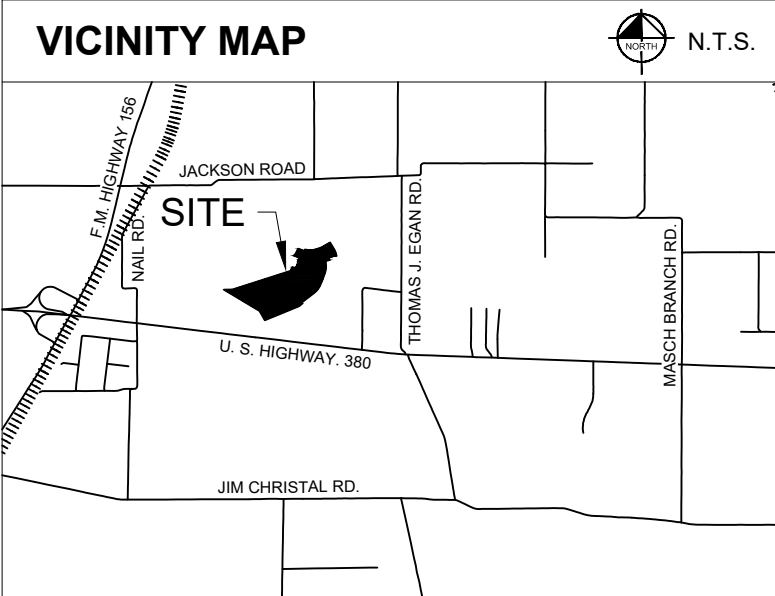 VICINITY MAP
NORTH
N.T.S.
F.M. HIGHWAY 156
JACKSON ROAD
NAIL RD.
SITE
THOMAS J. EGAN RD.
MASCH BRANCH RD.
U. S. HIGHWAY. 380
JIM CHRISTAL RD.